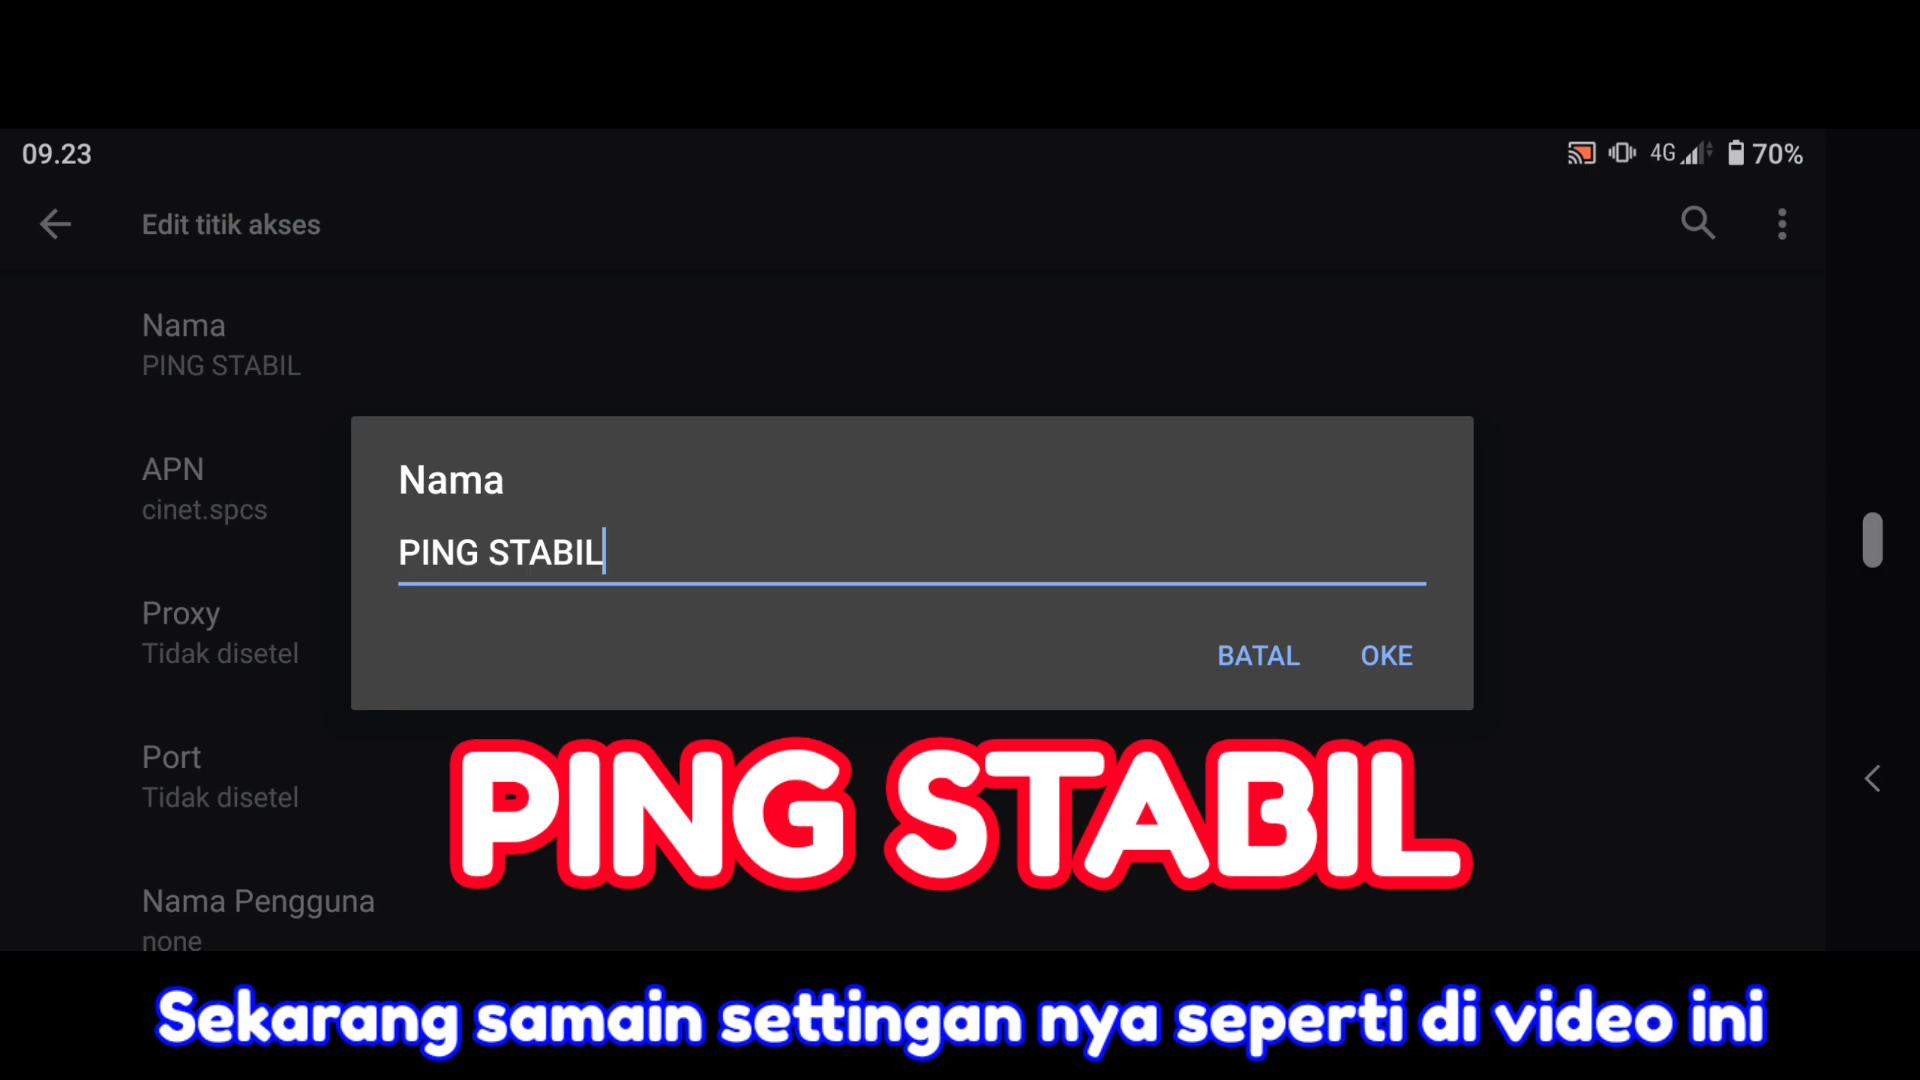 09.23
4G 70%
Edit titik akses
Nama
PING STABIL
APN
cinet.spcs
Proxy
Tidak disetel
Port
Tidak disetel
Nama Pengguna
none
Nama
PING STABIL
BATAL OKE
PING STABIL
Sekarang samain settingan nya seperti di video ini